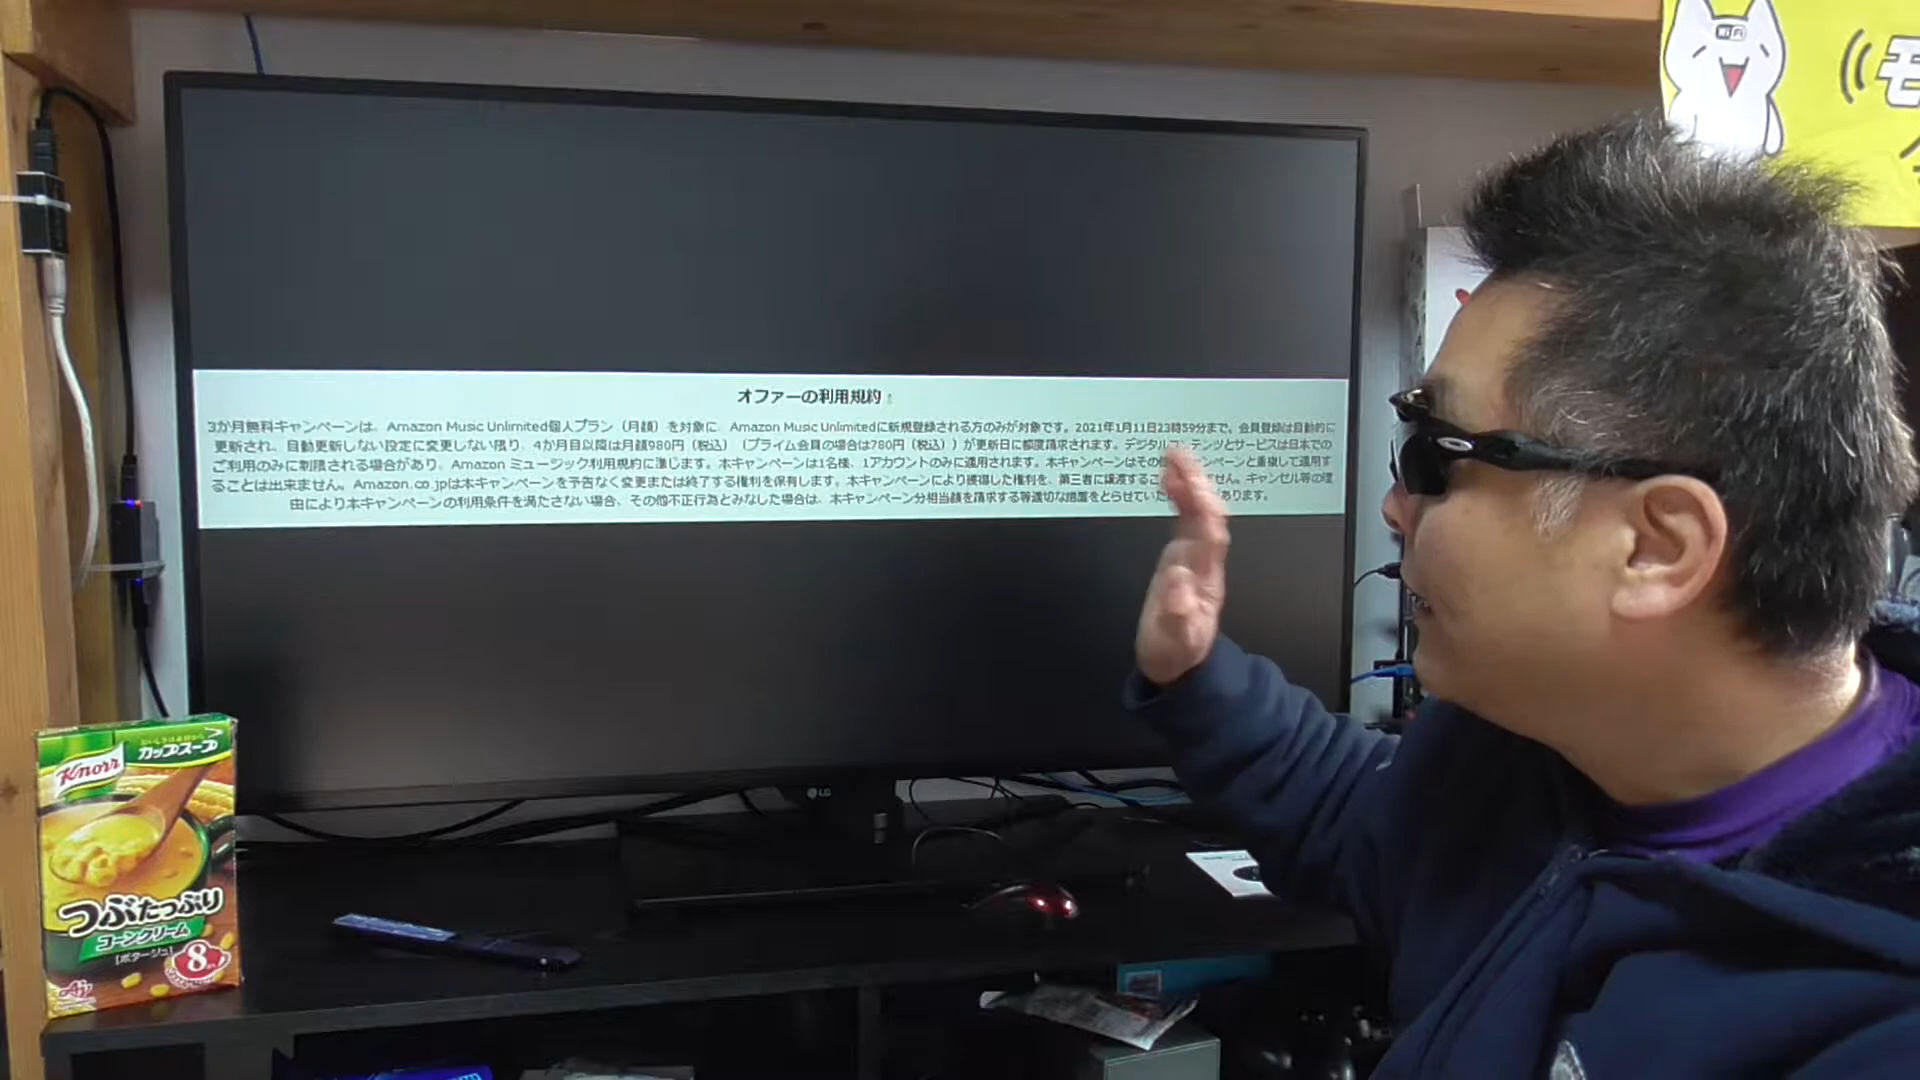 WiFi
モ
オファーの利用規約
3か月無料キャンペーンは、Amazon Music Unlimited個人プラン（月額）を対象に、Amazon Music Unlimitedに新規登録される方のみが対象です。2021年1月11日23時59分まで。会員登録は自動的に
更新され、自動更新しない設定に変更しない限り、4か月目以降は月額980円（税込）（プライム会員の場合は780円（税込））が更新日に都度請求されます。デジタルコンテンツとサービスは日本での
ご利用のみに制限される場合があり、Amazon ミュージック利用規約に準じます。本キャンペーンは1名様、1アカウントのみに適用されます。本キャンペーンはその他キャンペーンと重複して適用す
ることは出来ません。Amazon.co.jpは本キャンペーンを予告なく変更または終了する権利を保有します。本キャンペーンにより獲得した権利を、第三者に譲渡するこ ません。キャンセル等の理
由により本キャンペーンの利用条件を満たさない場合、その他不正行為とみなした場合は、本キャンペーン分相当額を請求する等適切な措置をとらせていた があります。
LG
カップスープ
Knorr
つぶたっぷり
コーンクリーム
[ポタージュ]
8